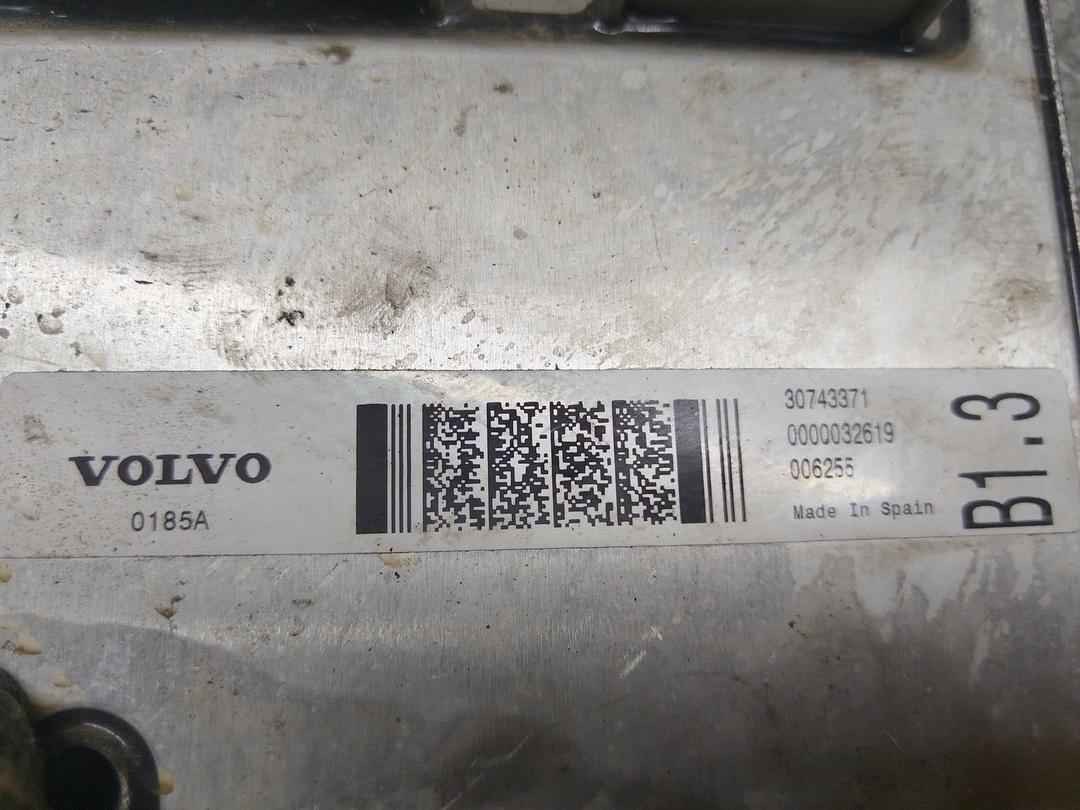 VOLVO
0185A
30743371
0000032619
006255
Made In Spain
B1.3